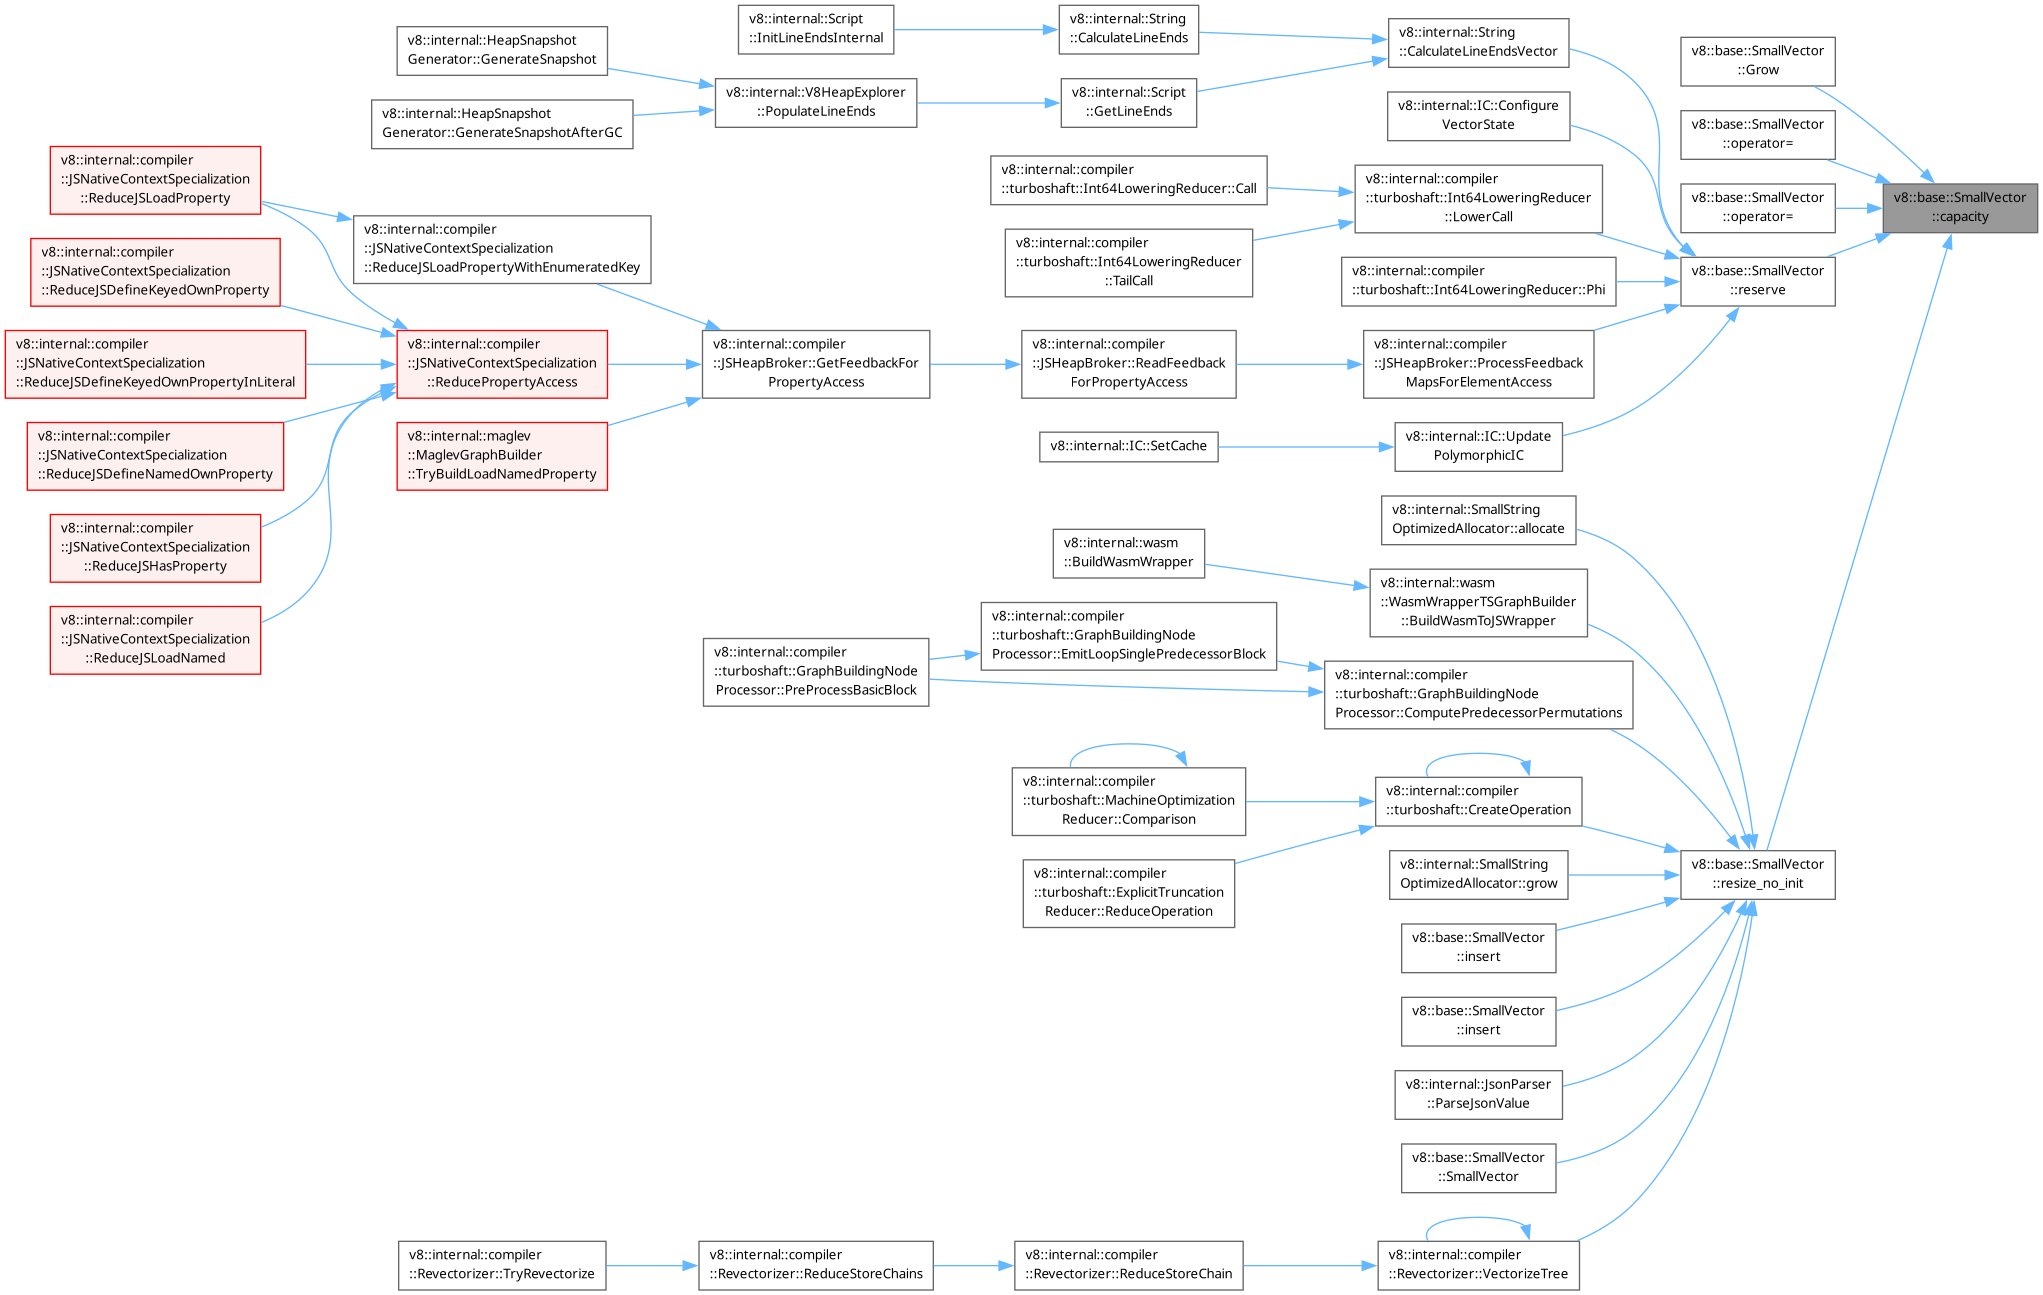 v8::internal::Script
::InitLineEndsInternal
v8::internal::String
::CalculateLineEnds
v8::internal::String
::CalculateLineEndsVector
v8::internal::HeapSnapshot
Generator::GenerateSnapshot
v8::base::SmallVector
::Grow
v8::internal::V8HeapExplorer
::PopulateLineEnds
v8::internal::Script
::GetLineEnds
v8::internal::IC::Configure
VectorState
v8::internal::HeapSnapshot
Generator::GenerateSnapshotAfterGC
v8::base::SmallVector
::operator=
v8::internal::compiler
::JSNativeContextSpecialization
::ReduceJSLoadProperty
v8::internal::compiler
::turboshaft::Int64LoweringReducer::Call
v8::internal::compiler
::turboshaft::Int64LoweringReducer
::LowerCall
v8::base::SmallVector
::operator=
v8::base::SmallVector
::capacity
v8::internal::compiler
::JSNativeContextSpecialization
::ReduceJSLoadPropertyWithEnumeratedKey
v8::internal::compiler
::turboshaft::Int64LoweringReducer
::TailCall
v8::internal::compiler
::JSNativeContextSpecialization
::ReduceJSDefineKeyedOwnProperty
v8::internal::compiler
::turboshaft::Int64LoweringReducer::Phi
v8::base::SmallVector
::reserve
v8::internal::compiler
::JSNativeContextSpecialization
::ReduceJSDefineKeyedOwnPropertyInLiteral
v8::internal::compiler
::JSNativeContextSpecialization
::ReducePropertyAccess
v8::internal::compiler
::JSHeapBroker::GetFeedbackFor
PropertyAccess
v8::internal::compiler
::JSHeapBroker::ReadFeedback
ForPropertyAccess
v8::internal::compiler
::JSHeapBroker::ProcessFeedback
MapsForElementAccess
v8::internal::compiler
::JSNativeContextSpecialization
::ReduceJSDefineNamedOwnProperty
v8::internal::maglev
::MaglevGraphBuilder
::TryBuildLoadNamedProperty
v8::internal::IC::SetCache
v8::internal::IC::Update
PolymorphicIC
v8::internal::compiler
::JSNativeContextSpecialization
::ReduceJSHasProperty
v8::internal::SmallString
OptimizedAllocator::allocate
v8::internal::wasm
::BuildWasmWrapper
v8::internal::wasm
::WasmWrapperTSGraphBuilder
::BuildWasmToJSWrapper
v8::internal::compiler
::JSNativeContextSpecialization
::ReduceJSLoadNamed
v8::internal::compiler
::turboshaft::GraphBuildingNode
Processor::PreProcessBasicBlock
v8::internal::compiler
::turboshaft::GraphBuildingNode
Processor::EmitLoopSinglePredecessorBlock
v8::internal::compiler
::turboshaft::GraphBuildingNode
Processor::ComputePredecessorPermutations
v8::internal::compiler
::turboshaft::MachineOptimization
Reducer::Comparison
v8::internal::compiler
::turboshaft::CreateOperation
v8::internal::compiler
::turboshaft::ExplicitTruncation
Reducer::ReduceOperation
v8::internal::SmallString
OptimizedAllocator::grow
v8::base::SmallVector
::resize_no_init
v8::base::SmallVector
::insert
v8::base::SmallVector
::insert
v8::internal::JsonParser
::ParseJsonValue
v8::base::SmallVector
::SmallVector
v8::internal::compiler
::Revectorizer::TryRevectorize
v8::internal::compiler
::Revectorizer::ReduceStoreChains
v8::internal::compiler
::Revectorizer::ReduceStoreChain
v8::internal::compiler
::Revectorizer::VectorizeTree